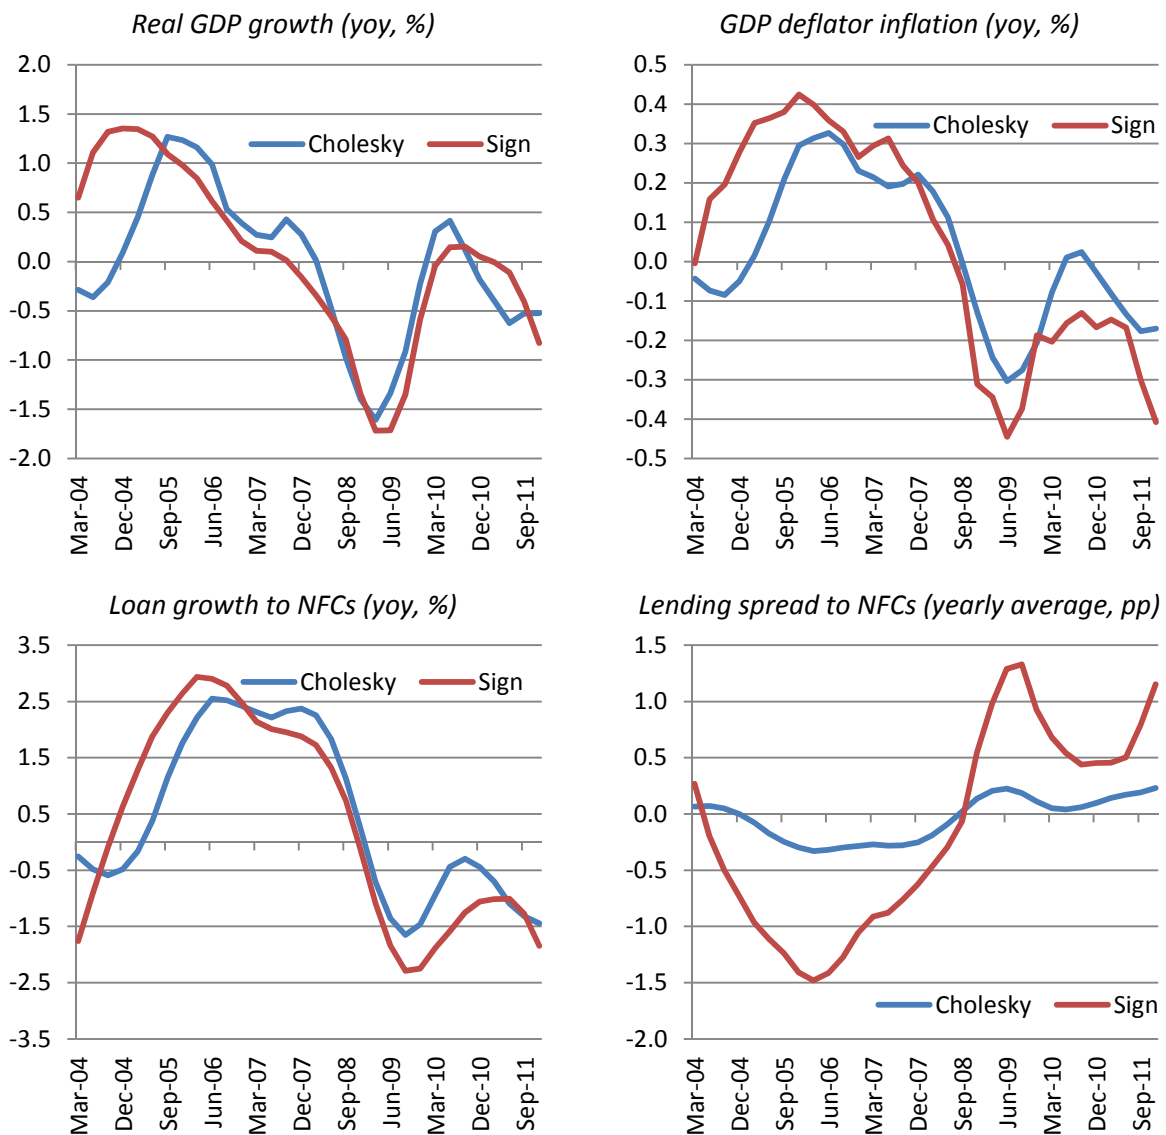 Real GDP growth (yoy, %)
2.0
1.5
1.0
0.5
0.0
-0.5
-1.0
-1.5
-2.0
Cholesky Sign
Mar-04
Dec-04
Sep-05
Jun-06
Mar-07
Dec-07
Sep-08
Jun-09
Mar-10
Dec-10
Sep-11
GDP deflator inflation (yoy, %)
0.5
0.4
0.3
0.2
0.1
0.0
-0.1
-0.2
-0.3
-0.4
-0.5
Cholesky Sign
Mar-04
Dec-04
Sep-05
Jun-06
Mar-07
Dec-07
Sep-08
Jun-09
Mar-10
Dec-10
Sep-11
Loan growth to NFCs (yoy, %)
3.5
2.5
1.5
0.5
-0.5
-1.5
-2.5
-3.5
Cholesky Sign
Mar-04
Dec-04
Sep-05
Jun-06
Mar-07
Dec-07
Sep-08
Jun-09
Mar-10
Dec-10
Sep-11
Lending spread to NFCs (yearly average, pp)
1.5
1.0
0.5
0.0
-0.5
-1.0
-1.5
-2.0
Cholesky Sign
Mar-04
Dec-04
Sep-05
Jun-06
Mar-07
Dec-07
Sep-08
Jun-09
Mar-10
Dec-10
Sep-11